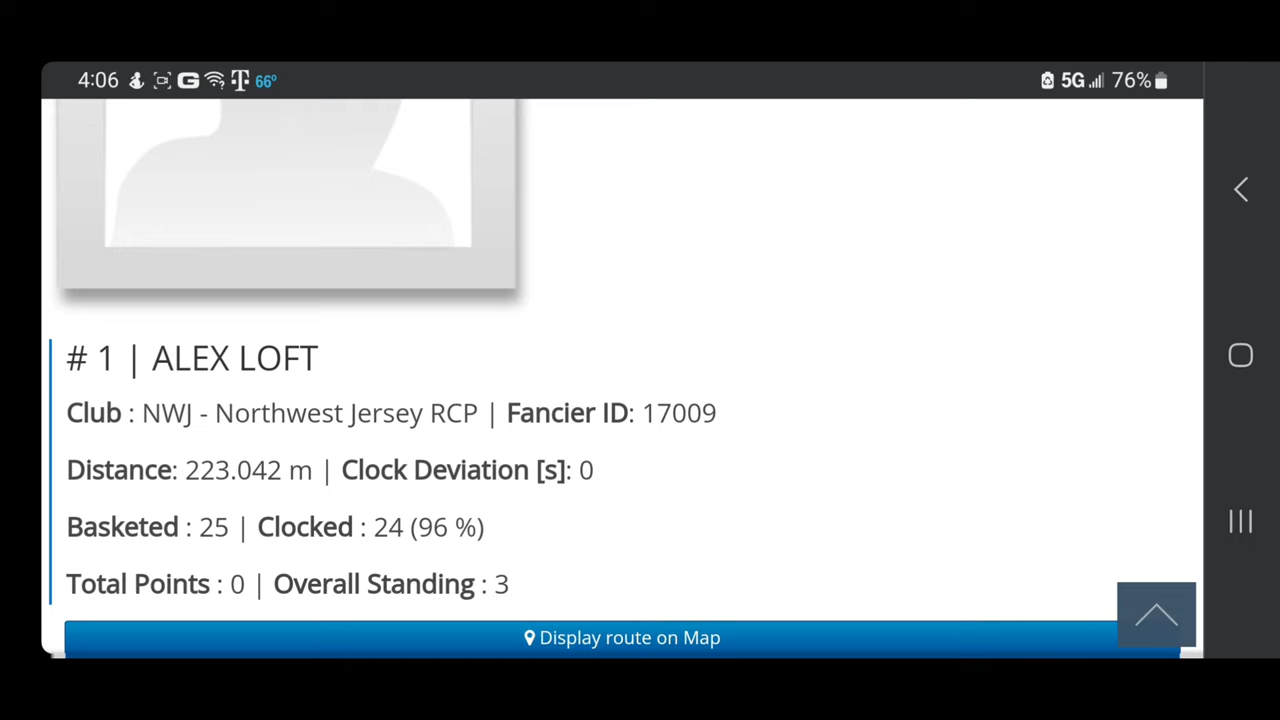 4:06 G T 66° 5G 76%
# 1 | ALEX LOFT
Club : NWJ - Northwest Jersey RCP | Fancier ID: 17009
Distance: 223.042 m | Clock Deviation [s]: 0
Basketed : 25 | Clocked : 24 (96 %)
Total Points : 0 | Overall Standing : 3
Display route on Map